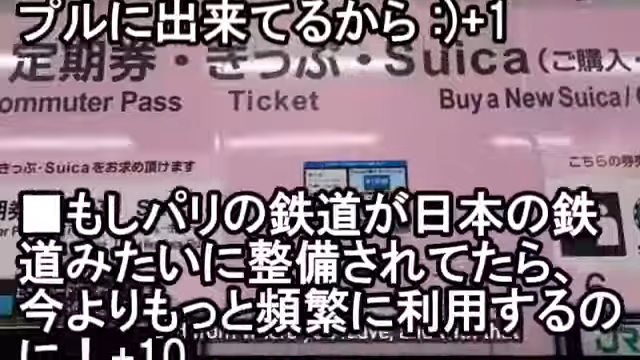 プルに出来てるから :)+1
定期券・きっぷ・Suica(ご購入・
ommuter Pass Ticket Buy a New Suica/
きっぷ・Suicaをお求め頂けます
こちらの券売
■もしパリの鉄道が日本の鉄
道みたいに整備されてたら、
今よりもっと頻繁に利用するの
に！+10